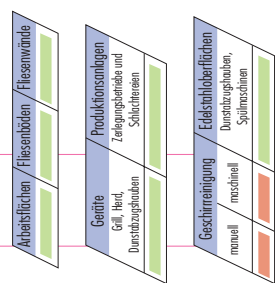 Arbeitsflächen
Fliesenböden
Fliesenwände
Geräte
Grill, Herd,
Dunstabzugshauben
Produktionsanlagen
Zerlegungsbetriebe und
Schlachtereien
Geschirreinigung
manuell
maschinell
Edelstahloberflächen
Dunstabzugshauben,
Spülmaschinen